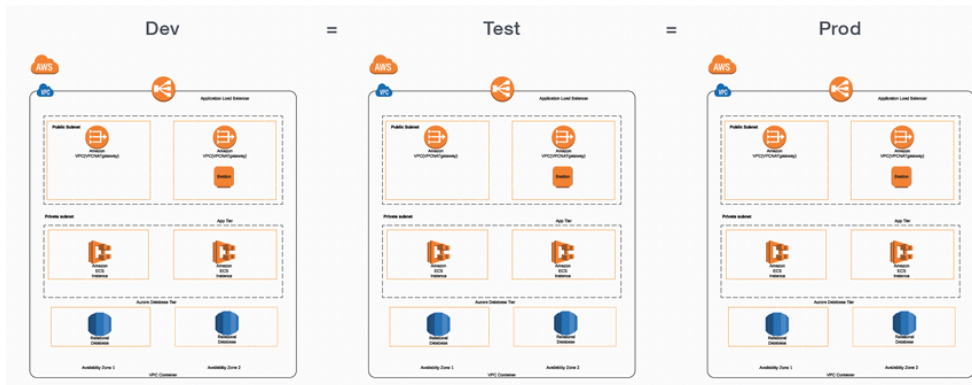 Dev = Test = Prod
AWS
VPC
Application Load Balancer
Public Subnet
Amazon
VPC(VPCNATgateway)
Amazon
VPC(VPCNATgateway)
Bastion
Private subnet
App Tier
Amazon
ECS
Instance
Amazon
ECS
Instance
Aurora Database Tier
Relational
Database
Relational
Database
Availability Zone 1
Availability Zone 2
VPC Container
AWS
VPC
Application Load Balancer
Public Subnet
Amazon
VPC(VPCNATgateway)
Amazon
VPC(VPCNATgateway)
Bastion
Private subnet
App Tier
Amazon
ECS
Instance
Amazon
ECS
Instance
Aurora Database Tier
Relational
Database
Relational
Database
Availability Zone 1
Availability Zone 2
VPC Container
AWS
VPC
Application Load Balancer
Public Subnet
Amazon
VPC(VPCNATgateway)
Amazon
VPC(VPCNATgateway)
Bastion
Private subnet
App Tier
Amazon
ECS
Instance
Amazon
ECS
Instance
Aurora Database Tier
Relational
Database
Relational
Database
Availability Zone 1
Availability Zone 2
VPC Container